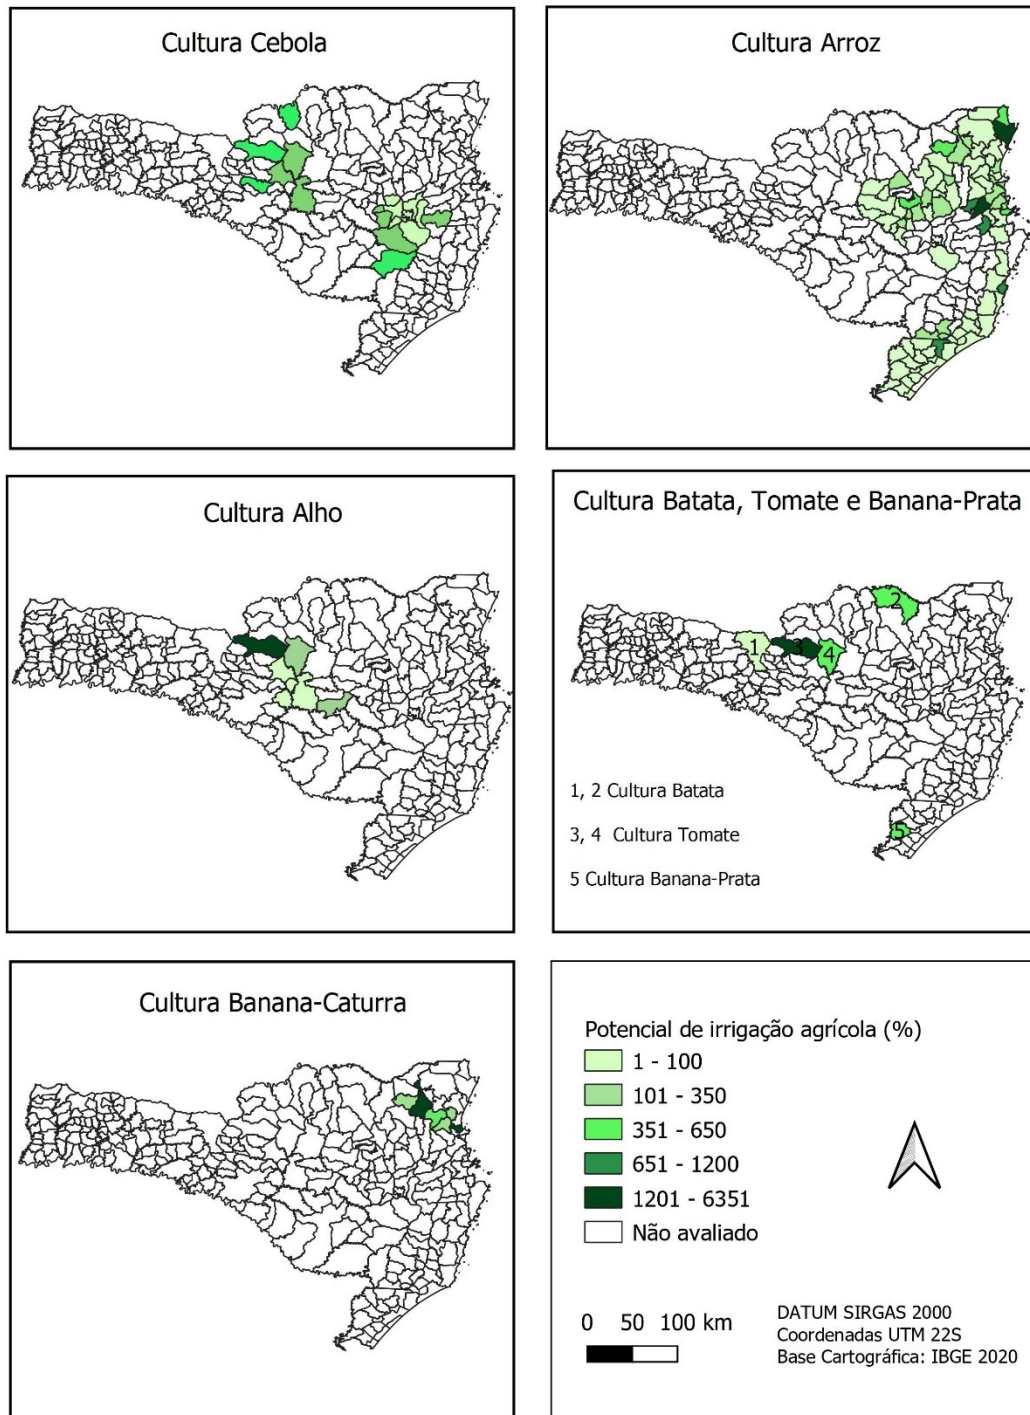 Cultura Cebola
Cultura Arroz
Cultura Alho
Cultura Batata, Tomate e Banana-Prata
1
2
3
4
5
1, 2 Cultura Batata
3, 4 Cultura Tomate
5 Cultura Banana-Prata
Cultura Banana-Caturra
Potencial de irrigação agrícola (%)
1 - 100
101 - 350
351 - 650
651 - 1200
1201 - 6351
Não avaliado
0 50 100 km
DATUM SIRGAS 2000
Coordenadas UTM 22S
Base Cartográfica: IBGE 2020